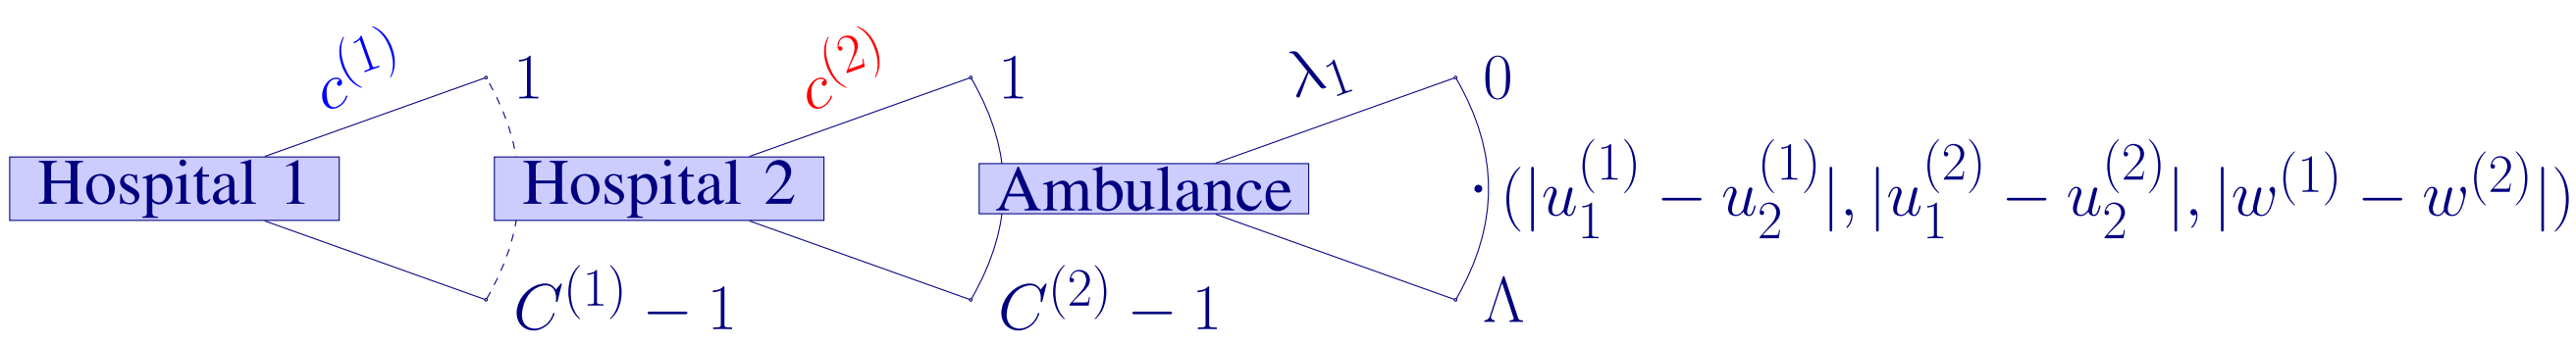 c^{(1)} 1 c^{(2)} 1 λ_1 0
Hospital 1 Hospital 2 Ambulance (|u_1^{(1)} − u_2^{(1)}|, |u_1^{(2)} − u_2^{(2)}|, |w^{(1)} − w^{(2)}|)
C^{(1)} − 1 C^{(2)} − 1 Λ